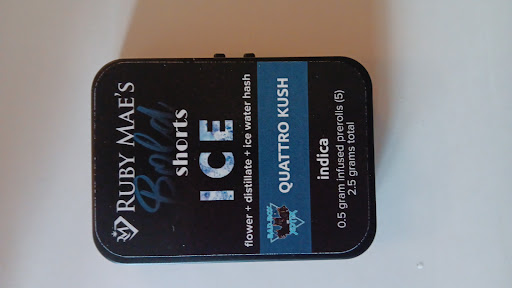 RUBY MAE'S
Bold
shorts
ICE
flower + distillate + ice water hash
QUATTRO KUSH
indica
0.5 gram infused prerolls (5)
2.5 grams total